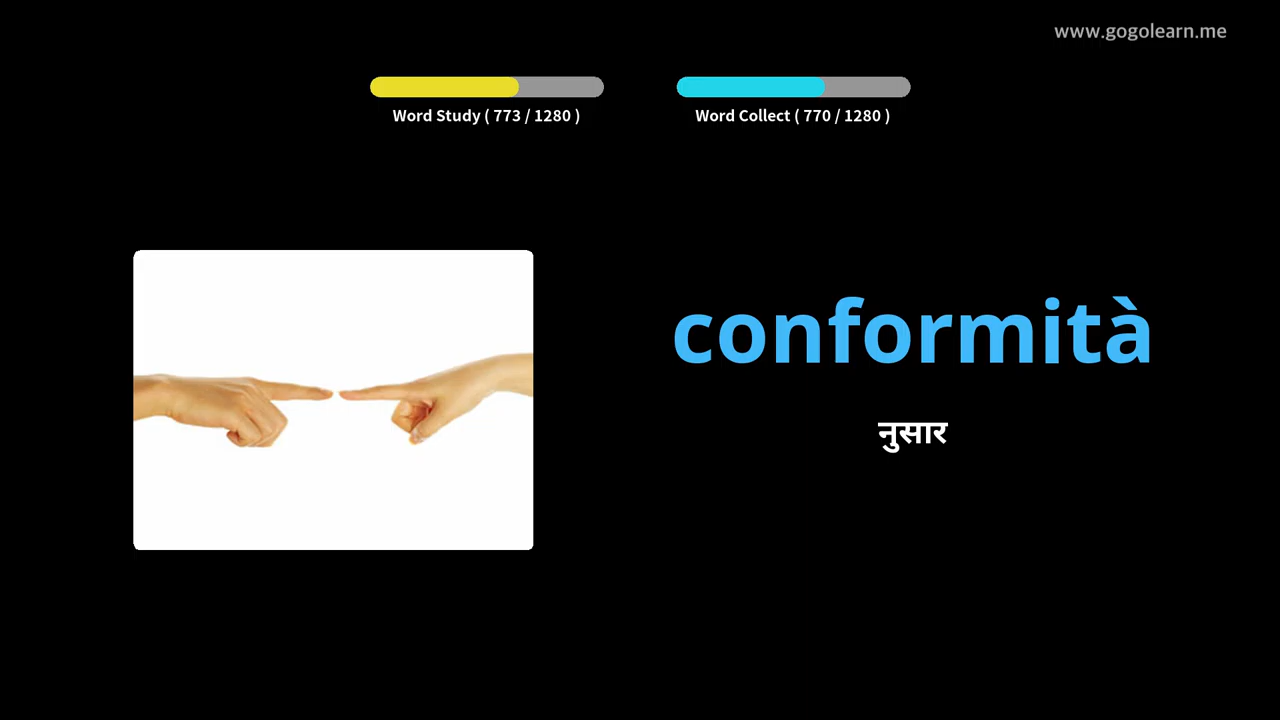 www.gogolearn.me
Word Study ( 773 / 1280 )
Word Collect ( 770 / 1280 )
conformità
नुसार